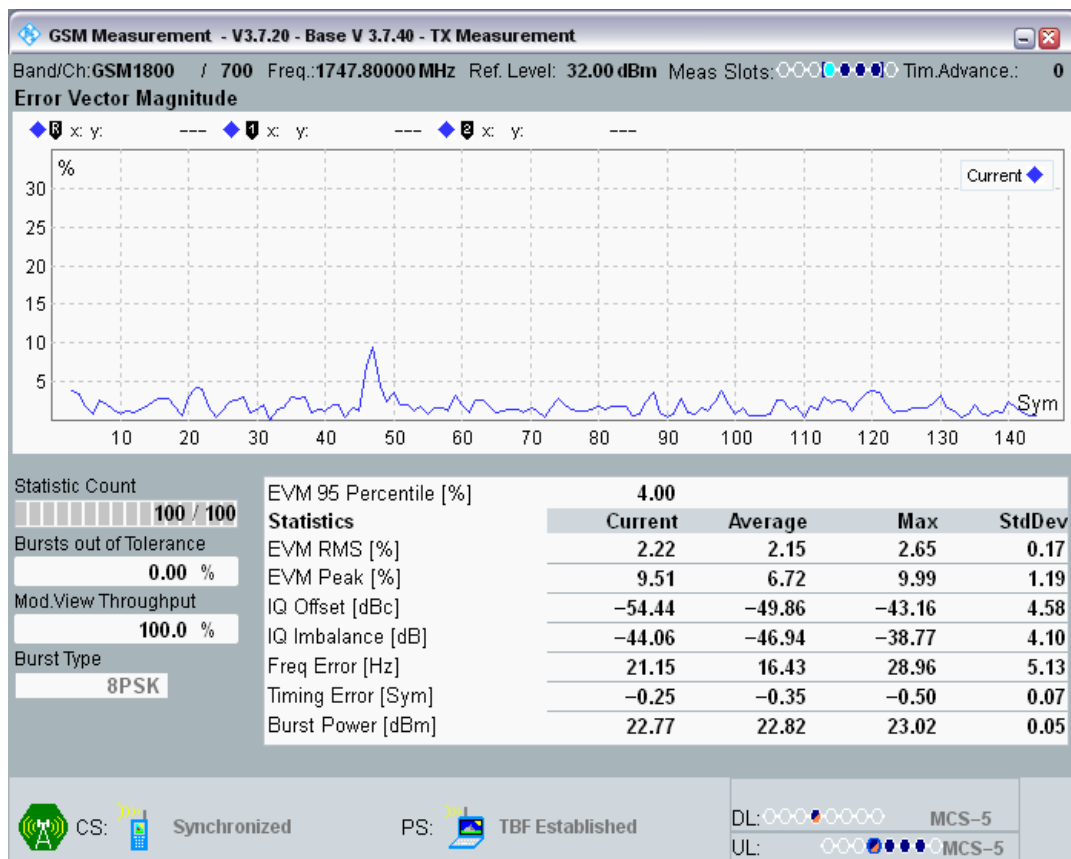 GSM Measurement - V3.7.20 - Base V 3.7.40 - TX Measurement
Band/Ch:GSM1800 / 700 Freq.:1747.80000 MHz Ref. Level: 32.00 dBm Meas Slots: Tim.Advance.: 0
Error Vector Magnitude
R x: y: --- 1 x: y: --- 2 x: y: ---
%
Current
30
25
20
15
10
5
Sym
10 20 30 40 50 60 70 80 90 100 110 120 130 140
Statistic Count
100 / 100
Bursts out of Tolerance
0.00 %
Mod.View Throughput
100.0 %
Burst Type
8PSK
EVM 95 Percentile [%] 4.00
Statistics Current Average Max StdDev
EVM RMS [%] 2.22 2.15 2.65 0.17
EVM Peak [%] 9.51 6.72 9.99 1.19
IQ Offset [dBc] −54.44 −49.86 −43.16 4.58
IQ Imbalance [dB] −44.06 −46.94 −38.77 4.10
Freq Error [Hz] 21.15 16.43 28.96 5.13
Timing Error [Sym] −0.25 −0.35 −0.50 0.07
Burst Power [dBm] 22.77 22.82 23.02 0.05
CS: Synchronized PS: TBF Established
DL: MCS−5
UL: MCS−5